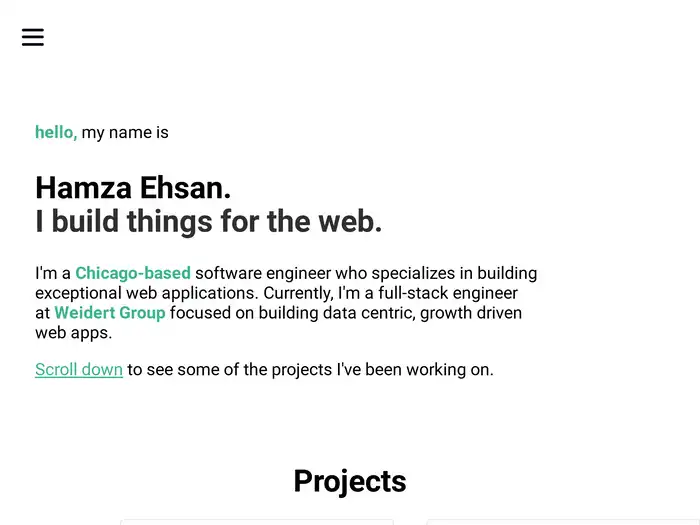 hello, my name is
Hamza Ehsan.
I build things for the web.
I'm a Chicago-based software engineer who specializes in building
exceptional web applications. Currently, I'm a full-stack engineer
at Weidert Group focused on building data centric, growth driven
web apps.
Scroll down to see some of the projects I've been working on.
Projects